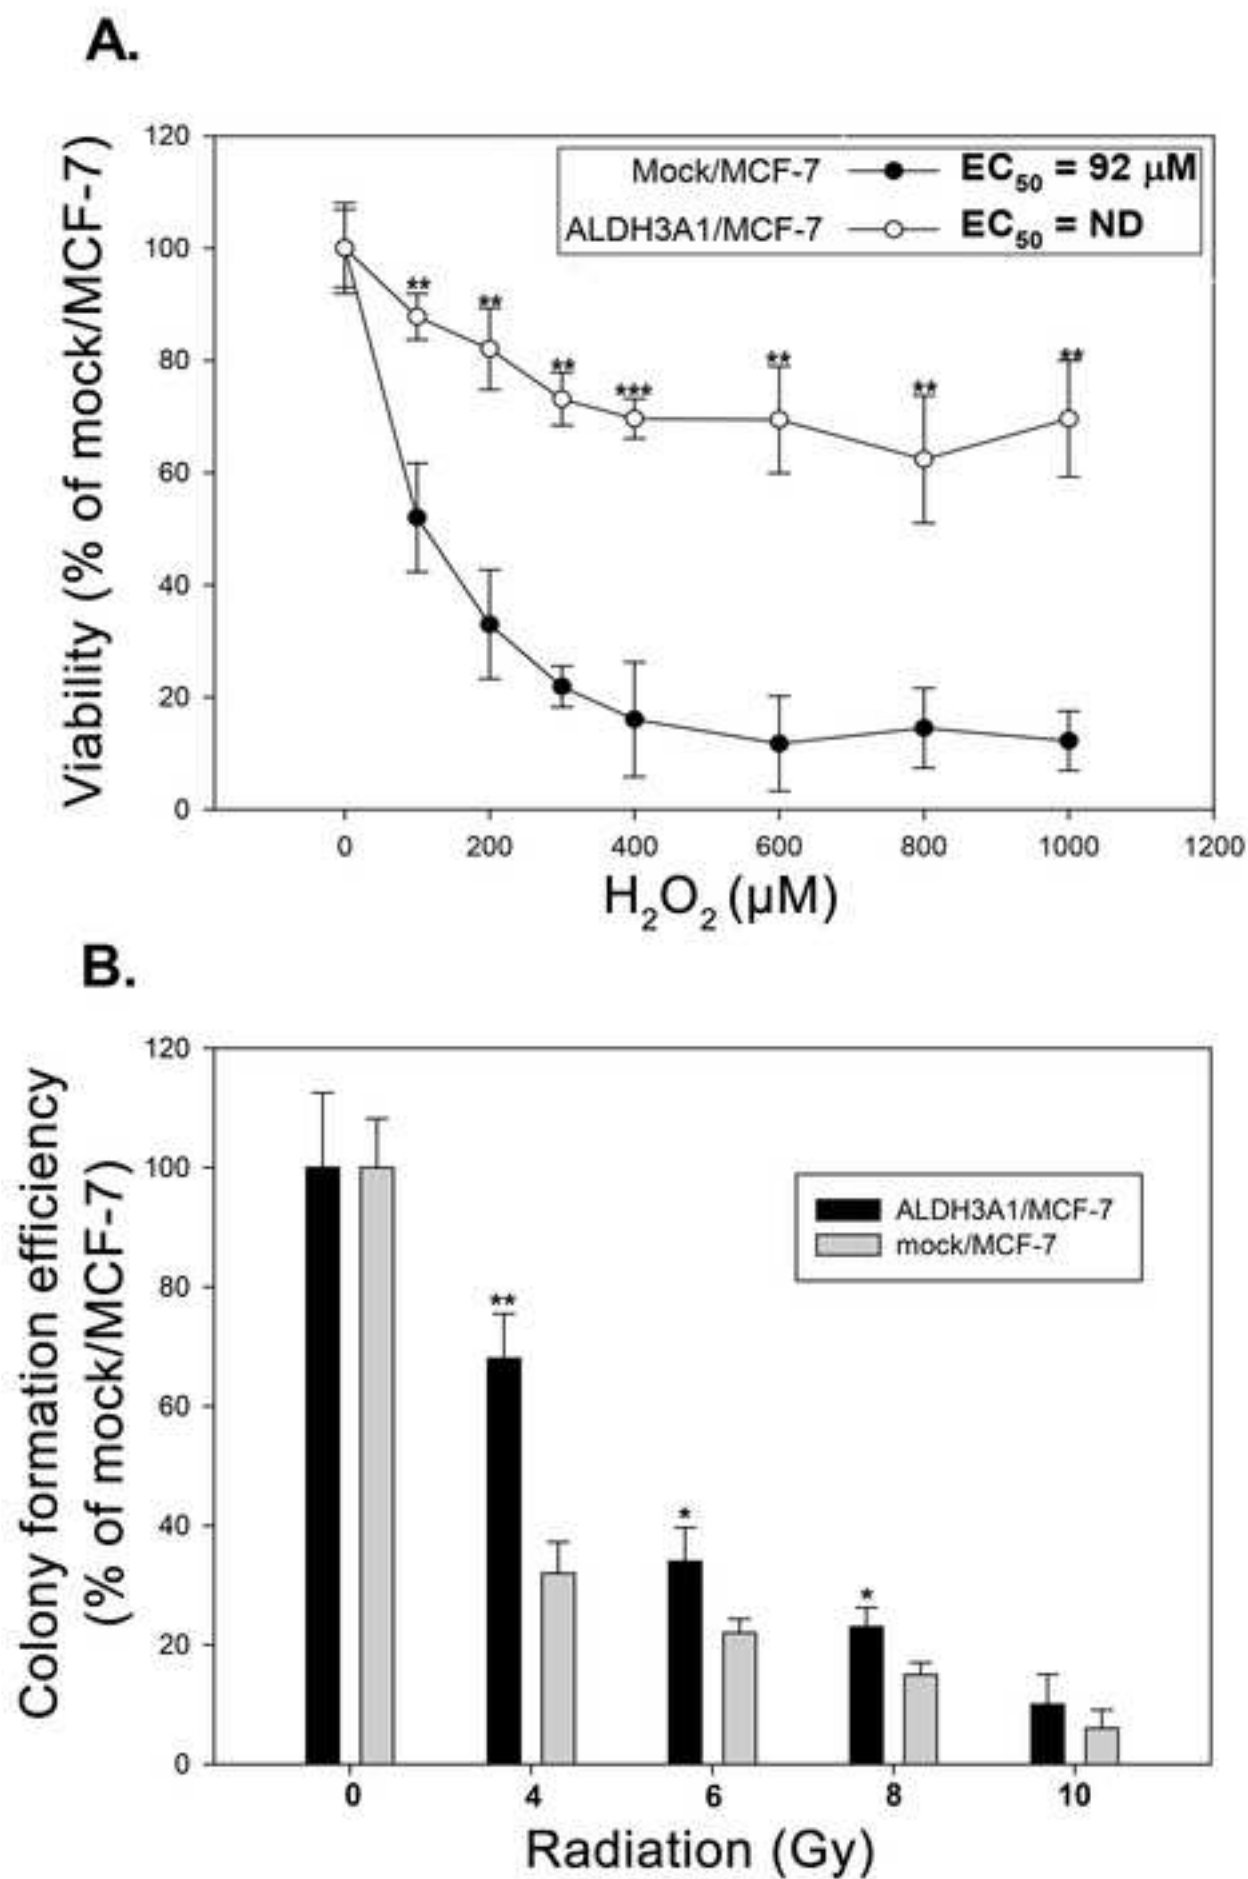 A.
Viability (% of mock/MCF-7)
120
100
80
60
40
20
0
Mock/MCF-7 EC₅₀ = 92 μM
ALDH3A1/MCF-7 EC₅₀ = ND
** ** ** *** ** ** **
0 200 400 600 800 1000 1200
H₂O₂ (μM)
B.
Colony formation efficiency
(% of mock/MCF-7)
120
100
80
60
40
20
0
ALDH3A1/MCF-7
mock/MCF-7
** * *
0 4 6 8 10
Radiation (Gy)